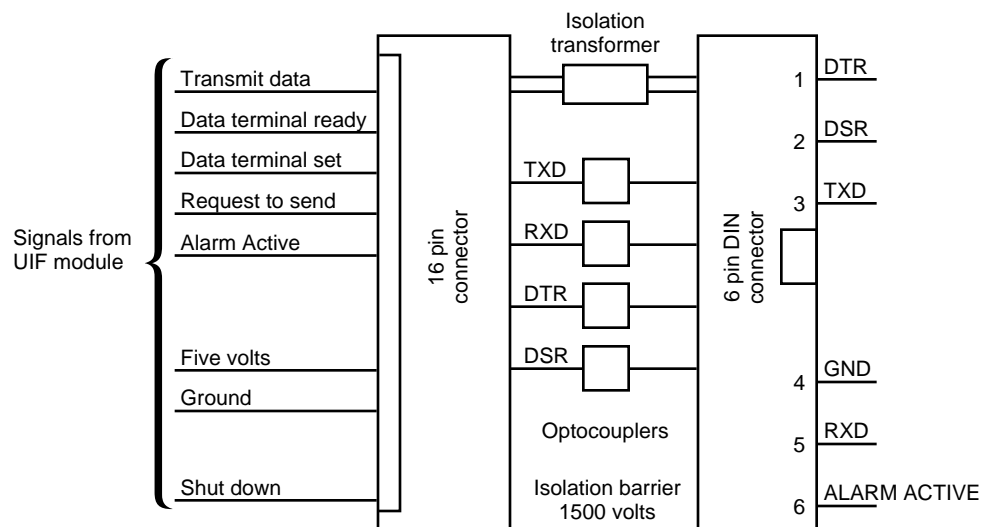 Signals from
UIF module
Transmit data
Data terminal ready
Data terminal set
Request to send
Alarm Active
Five volts
Ground
Shut down
16 pin
connector
Isolation
transformer
TXD
RXD
DTR
DSR
Optocouplers
Isolation barrier
1500 volts
6 pin DIN
connector
1 DTR
2 DSR
3 TXD
4 GND
5 RXD
6 ALARM ACTIVE